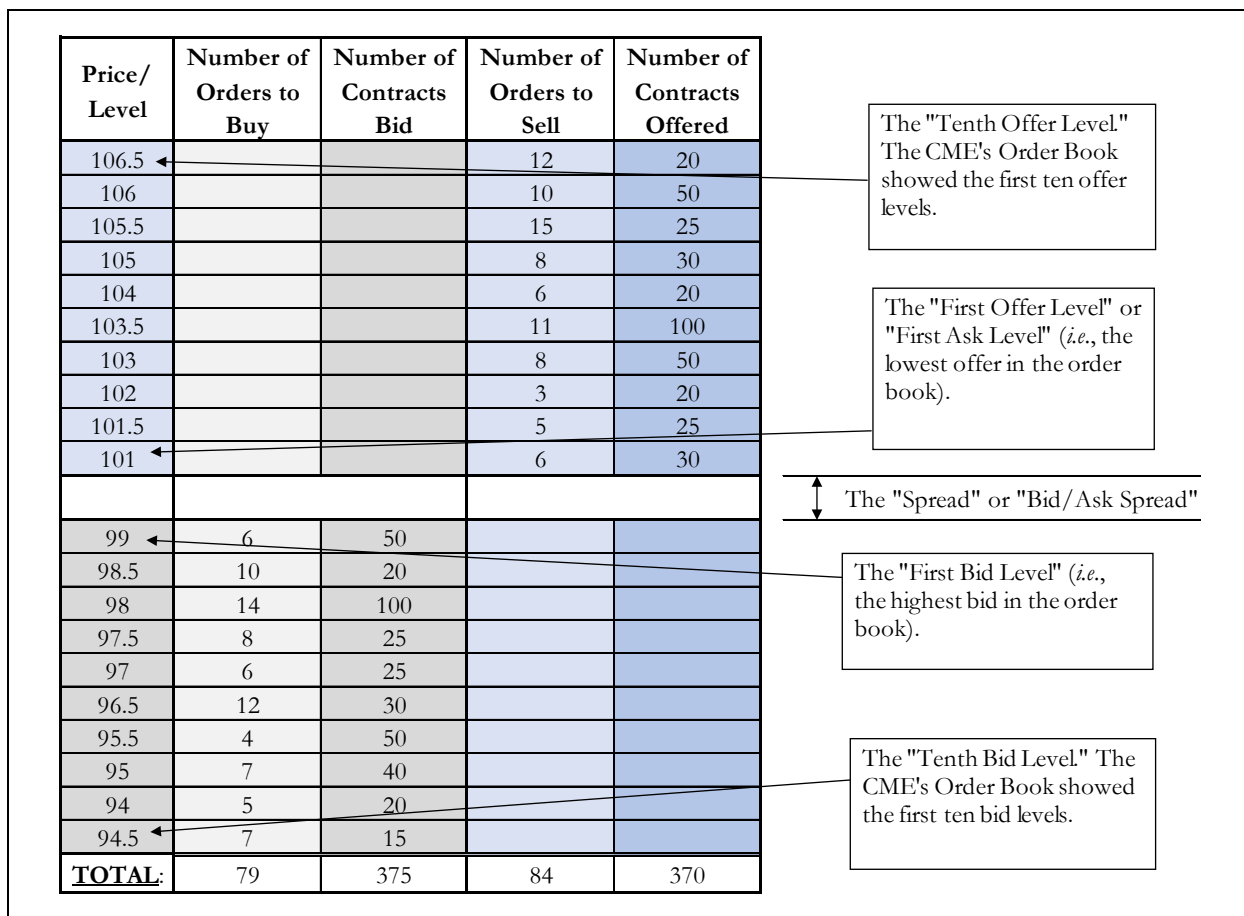 Price/ Level | Number of Orders to Buy | Number of Contracts Bid | Number of Orders to Sell | Number of Contracts Offered
106.5 12 20
106 10 50
105.5 15 25
105 8 30
104 6 20
103.5 11 100
103 8 50
102 3 20
101.5 5 25
101 6 30
99 6 50
98.5 10 20
98 14 100
97.5 8 25
97 6 25
96.5 12 30
95.5 4 50
95 7 40
94 5 20
94.5 7 15
TOTAL: 79 375 84 370
The "Tenth Offer Level."
The CME's Order Book
showed the first ten offer
levels.
The "First Offer Level" or
"First Ask Level" (i.e., the
lowest offer in the order
book).
The "Spread" or "Bid/Ask Spread"
The "First Bid Level" (i.e.,
the highest bid in the order
book).
The "Tenth Bid Level." The
CME's Order Book showed
the first ten bid levels.